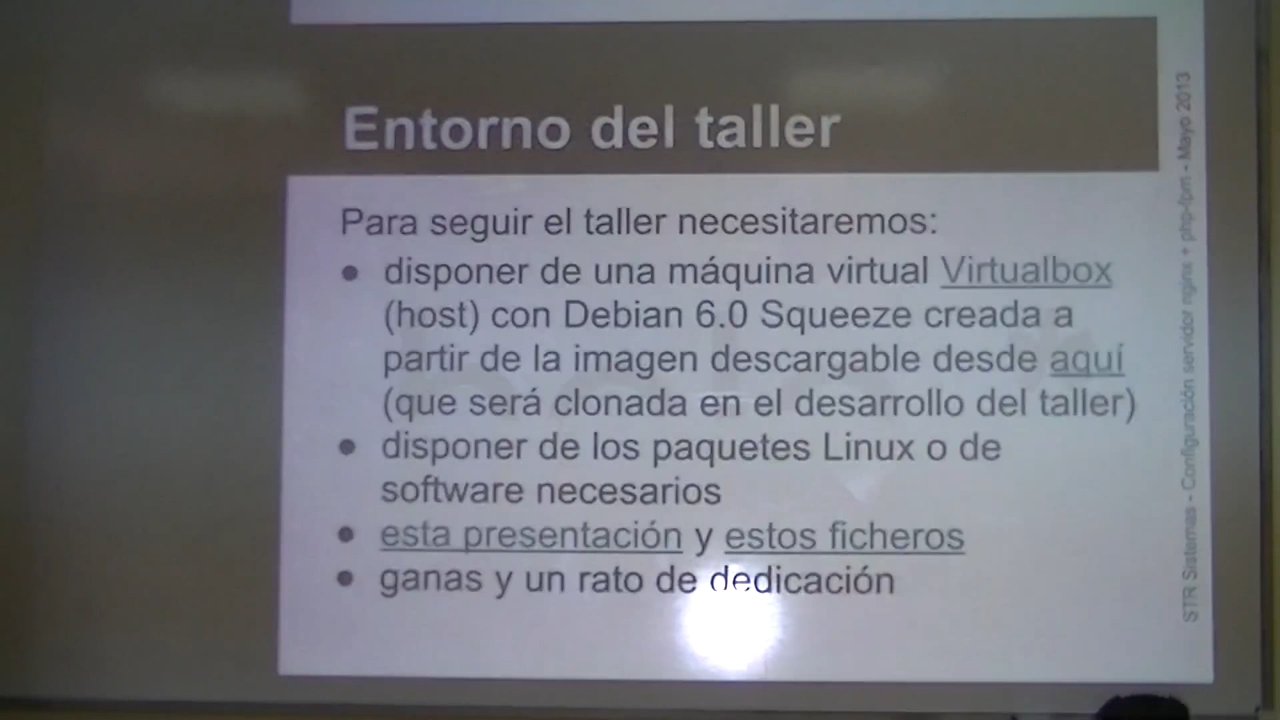 Entorno del taller
Para seguir el taller necesitaremos:
● disponer de una máquina virtual Virtualbox
(host) con Debian 6.0 Squeeze creada a
partir de la imagen descargable desde aquí
(que será clonada en el desarrollo del taller)
● disponer de los paquetes Linux o de
software necesarios
● esta presentación y estos ficheros
● ganas y un rato de dedicación
STR Sistemas - Configuración servidor nginx + php-fpm - Mayo 2013